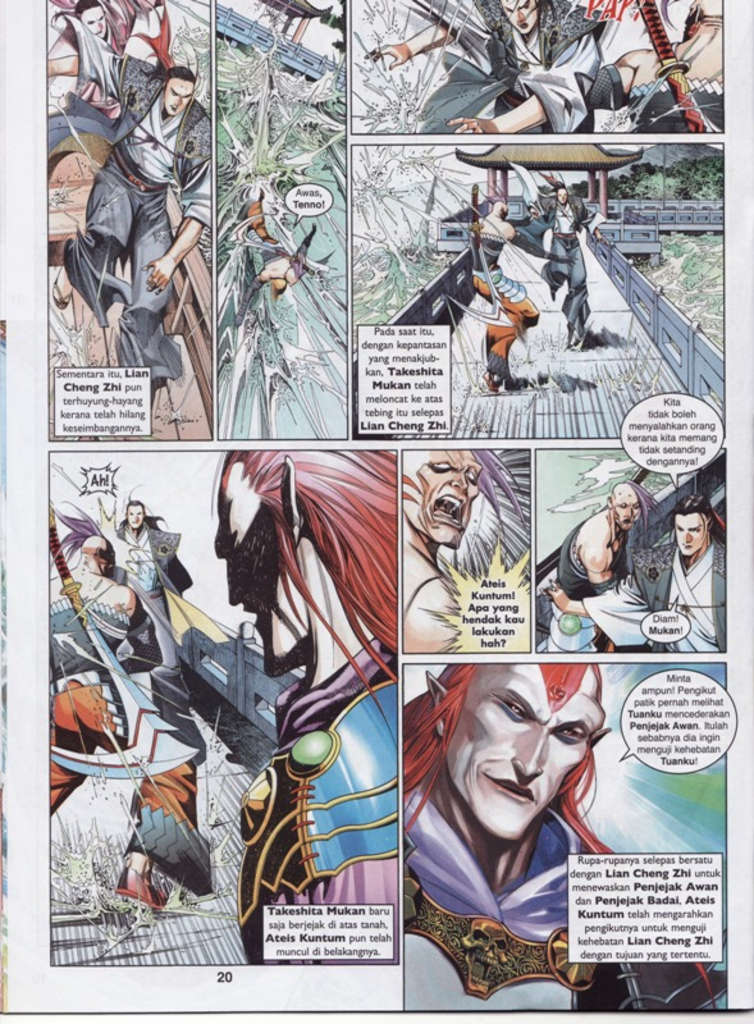 PAP
Awas,
Tenno!
Sementara itu, Lian
Cheng Zhi pun
terhuyung-hayang
kerana telah hilang
keseimbangannya.
Pada saat itu,
dengan kepantasan
yang menakjub-
kan, Takeshita
Mukan telah
meloncat ke atas
tebing itu selepas
Lian Cheng Zhi.
Ah!
Takeshita Mukan baru
saja berjejak di atas tanah,
Ateis Kuntum pun telah
muncul di belakangnya.
Ateis
Kuntum!
Apa yang
hendak kau
lakukan
hah?
Kita
tidak boleh
menyalahkan orang
kerana kita memang
tidak setanding
dengannya!
Diam!
Mukan!
Minta
ampun! Pengikut
patik pernah melihat
Tuanku mencederakan
Penjejak Awan. Itulah
sebabnya dia ingin
menguji kehebatan
Tuanku!
Rupa-rupanya selepas bersatu
dengan Lian Cheng Zhi untuk
menewaskan Penjejak Awan
dan Penjejak Badai, Ateis
Kuntum telah mengarahkan
pengikutnya untuk menguji
kehebatan Lian Cheng Zhi
dengan tujuan yang tertentu.
20